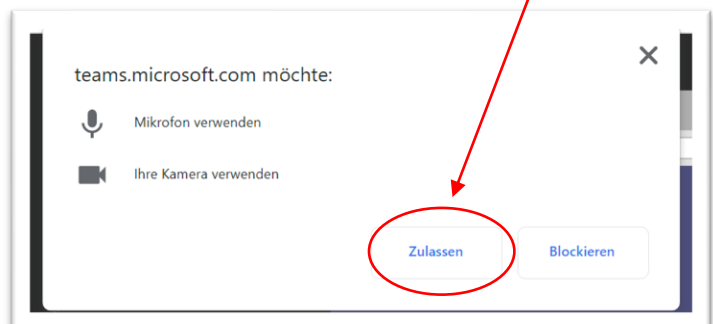 teams.microsoft.com möchte:
Mikrofon verwenden
Ihre Kamera verwenden
Zulassen
Blockieren